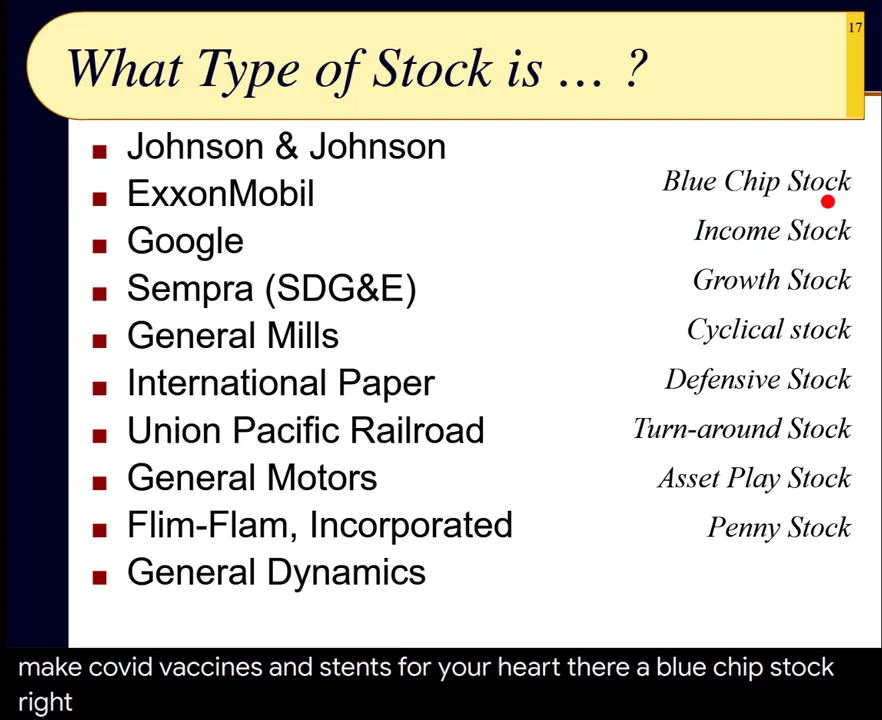 17
What Type of Stock is … ?
Johnson & Johnson
ExxonMobil
Google
Sempra (SDG&E)
General Mills
International Paper
Union Pacific Railroad
General Motors
Flim-Flam, Incorporated
General Dynamics
Blue Chip Stock
Income Stock
Growth Stock
Cyclical stock
Defensive Stock
Turn-around Stock
Asset Play Stock
Penny Stock
make covid vaccines and stents for your heart there a blue chip stock
right